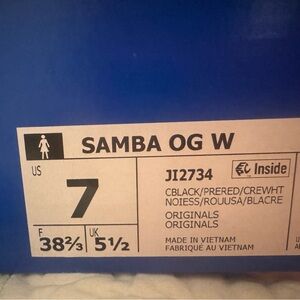 SAMBA OG W
US
7
F
38⅔
UK
5½
JI2734
Inside
CBLACK/PRERED/CREWHT
NOIESS/ROUUSA/BLACRE
ORIGINALS
ORIGINALS
MADE IN VIETNAM
FABRIQUÉ AU VIETNAM